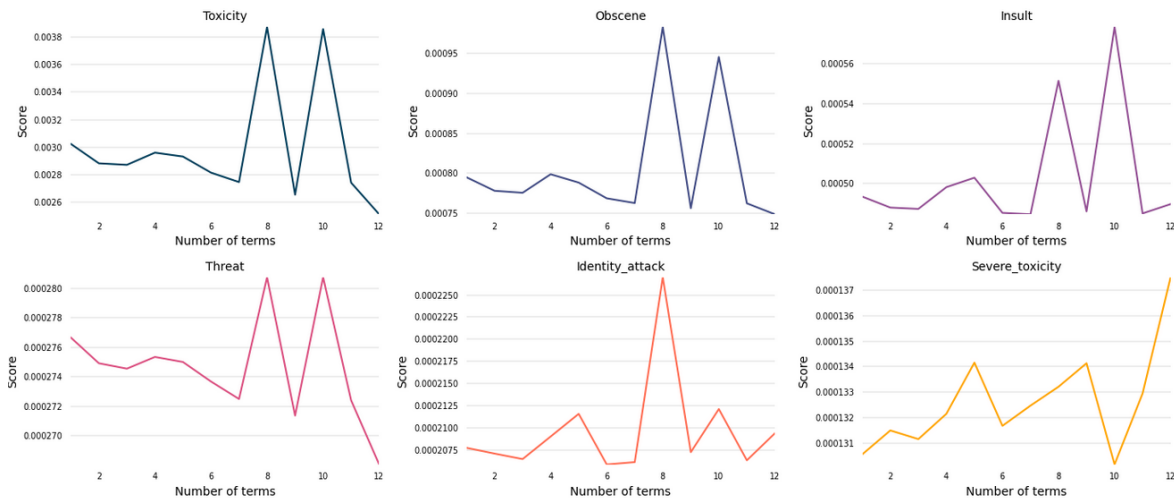 Toxicity
Obscene
Insult
0.0038
0.0036
0.0034
0.0032
0.0030
0.0028
0.0026
Score
2 4 6 8 10 12
Number of terms
0.00095
0.00090
0.00085
0.00080
0.00075
Score
2 4 6 8 10 12
Number of terms
0.00056
0.00054
0.00052
0.00050
Score
2 4 6 8 10 12
Number of terms
Threat
Identity_attack
Severe_toxicity
0.000280
0.000278
0.000276
0.000274
0.000272
0.000270
Score
2 4 6 8 10 12
Number of terms
0.0002250
0.0002225
0.0002200
0.0002175
0.0002150
0.0002125
0.0002100
0.0002075
Score
2 4 6 8 10 12
Number of terms
0.000137
0.000136
0.000135
0.000134
0.000133
0.000132
0.000131
Score
2 4 6 8 10 12
Number of terms